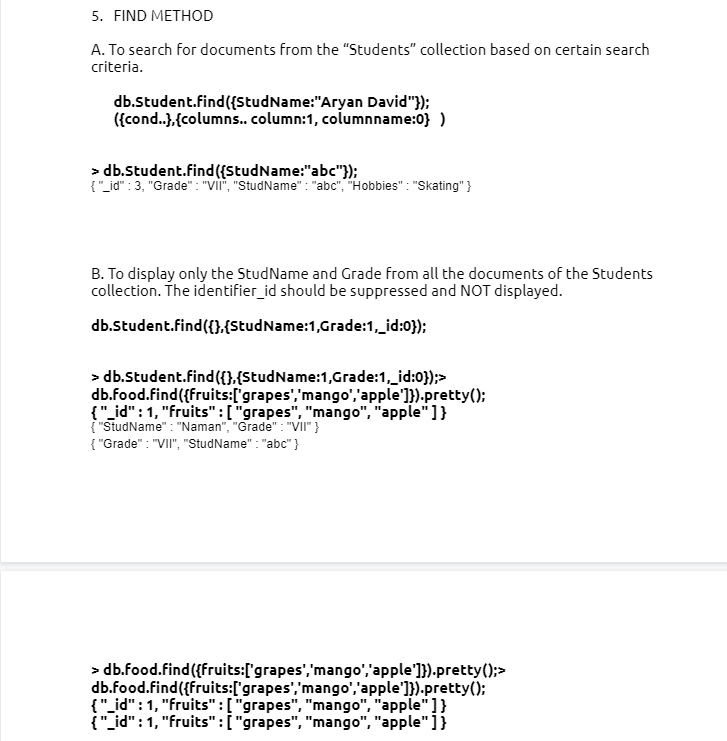 5. FIND METHOD
A. To search for documents from the “Students” collection based on certain search
criteria.
db.Student.find({StudName:"Aryan David"});
({cond..},{columns.. column:1, columnname:0} )
> db.Student.find({StudName:"abc"});
{ "_id" : 3, "Grade" : "VII", "StudName" : "abc", "Hobbies" : "Skating" }
B. To display only the StudName and Grade from all the documents of the Students
collection. The identifier_id should be suppressed and NOT displayed.
db.Student.find({},{StudName:1,Grade:1,_id:0});
> db.Student.find({},{StudName:1,Grade:1,_id:0});>
db.food.find({fruits:['grapes','mango','apple']}).pretty();
{ "_id" : 1, "fruits" : [ "grapes", "mango", "apple" ] }
{ "StudName" : "Naman", "Grade" : "VII" }
{ "Grade" : "VII", "StudName" : "abc" }
> db.food.find({fruits:['grapes','mango','apple']}).pretty();>
db.food.find({fruits:['grapes','mango','apple']}).pretty();
{ "_id" : 1, "fruits" : [ "grapes", "mango", "apple" ] }
{ "_id" : 1, "fruits" : [ "grapes", "mango", "apple" ] }